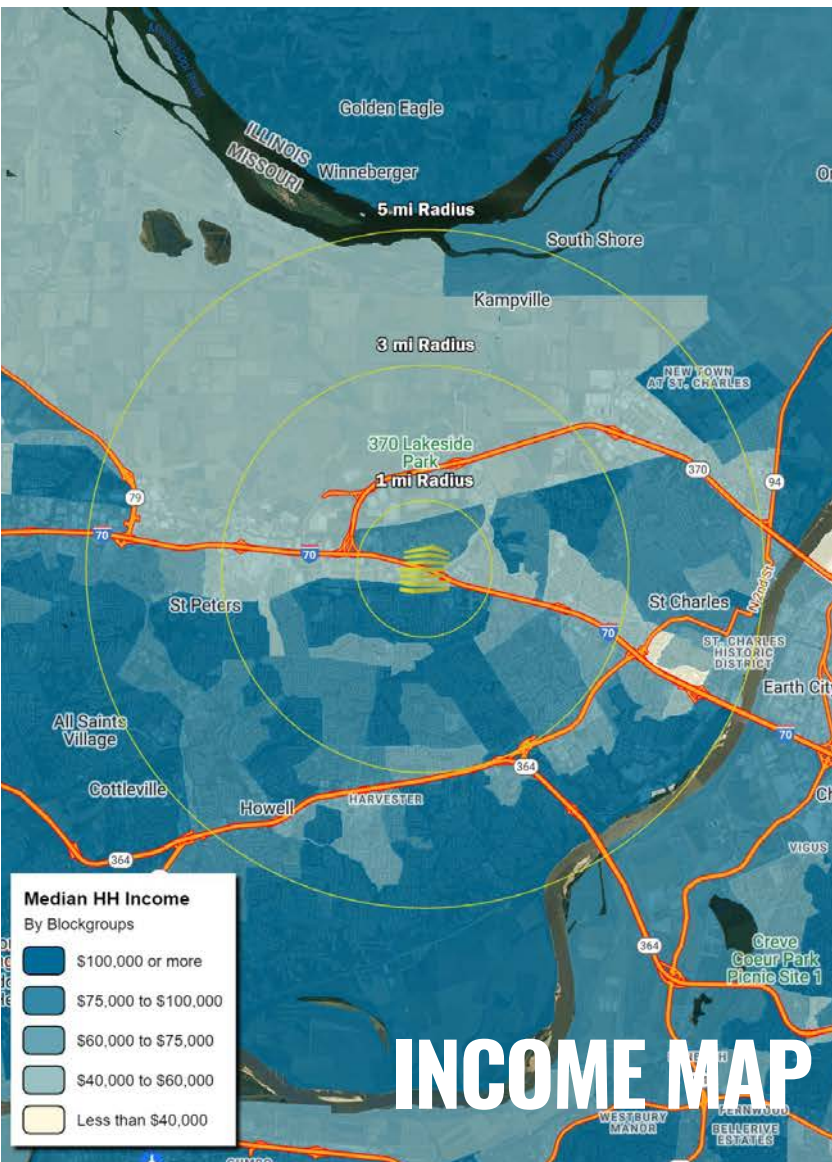 Mississippi River
Golden Eagle
ILLINOIS
MISSOURI
Winneberger
5 mi Radius
South Shore
Kampville
3 mi Radius
NEW TOWN
AT ST. CHARLES
370 Lakeside
Park
1 mi Radius
370
94
79
70
70
St Peters
St Charles
N 2nd St
70
ST. CHARLES
HISTORIC
DISTRICT
Earth City
All Saints
Village
70
364
Cottleville
Howell
HARVESTER
364
VIGUS
Median HH Income
By Blockgroups
$100,000 or more
$75,000 to $100,000
$60,000 to $75,000
$40,000 to $60,000
Less than $40,000
364
Creve
Coeur Park
Picnic Site 1
INCOME MAP
WESTBURY
MANOR
FERNWOOD
BELLERIVE
ESTATES